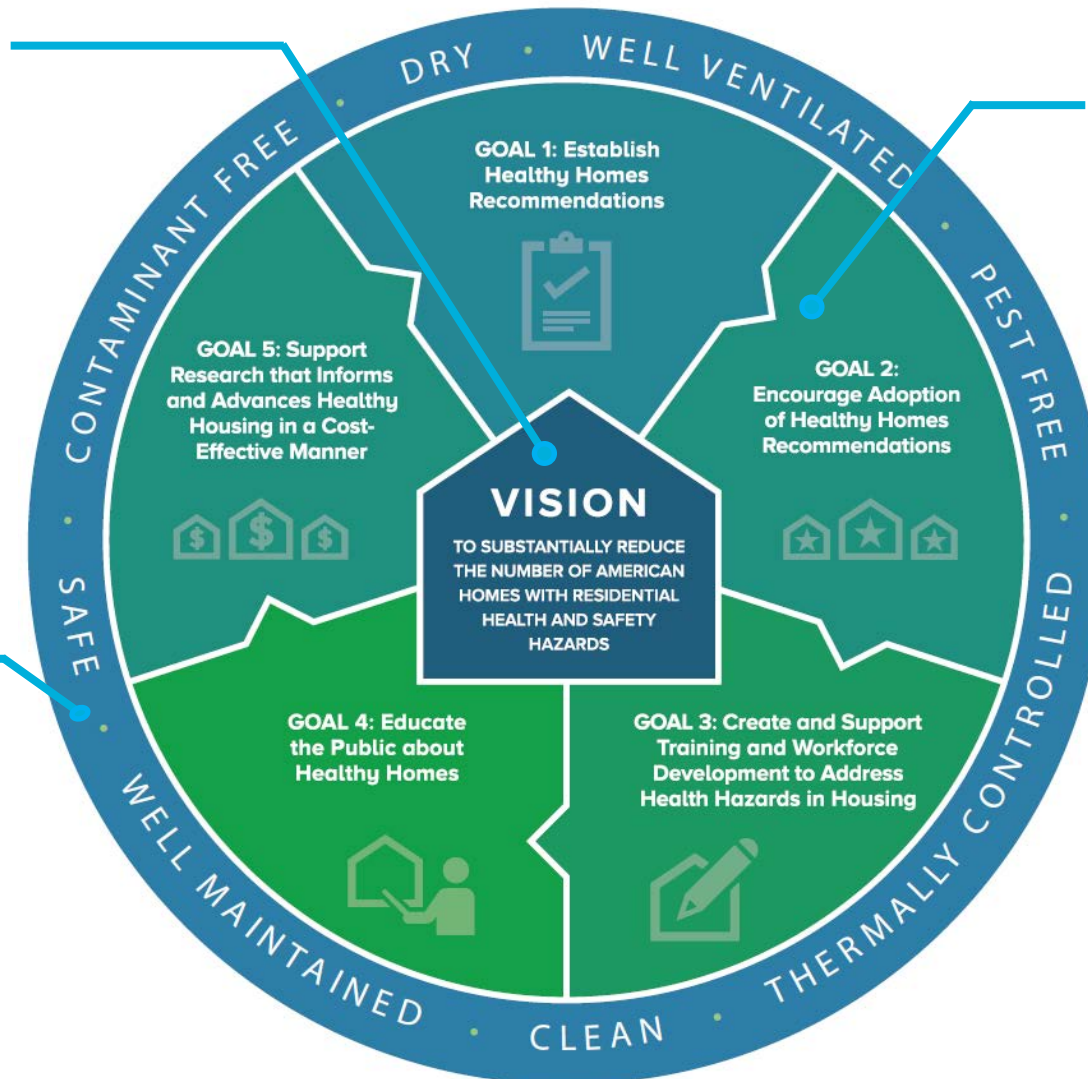 DRY · WELL VENTILATED · PEST FREE · THERMALLY CONTROLLED · CLEAN · WELL MAINTAINED · SAFE · CONTAMINANT FREE ·
GOAL 1: Establish
Healthy Homes
Recommendations
GOAL 2:
Encourage Adoption
of Healthy Homes
Recommendations
GOAL 3: Create and Support
Training and Workforce
Development to Address
Health Hazards in Housing
GOAL 4: Educate
the Public about
Healthy Homes
GOAL 5: Support
Research that Informs
and Advances Healthy
Housing in a Cost-
Effective Manner
$ $ $
VISION
TO SUBSTANTIALLY REDUCE
THE NUMBER OF AMERICAN
HOMES WITH RESIDENTIAL
HEALTH AND SAFETY
HAZARDS